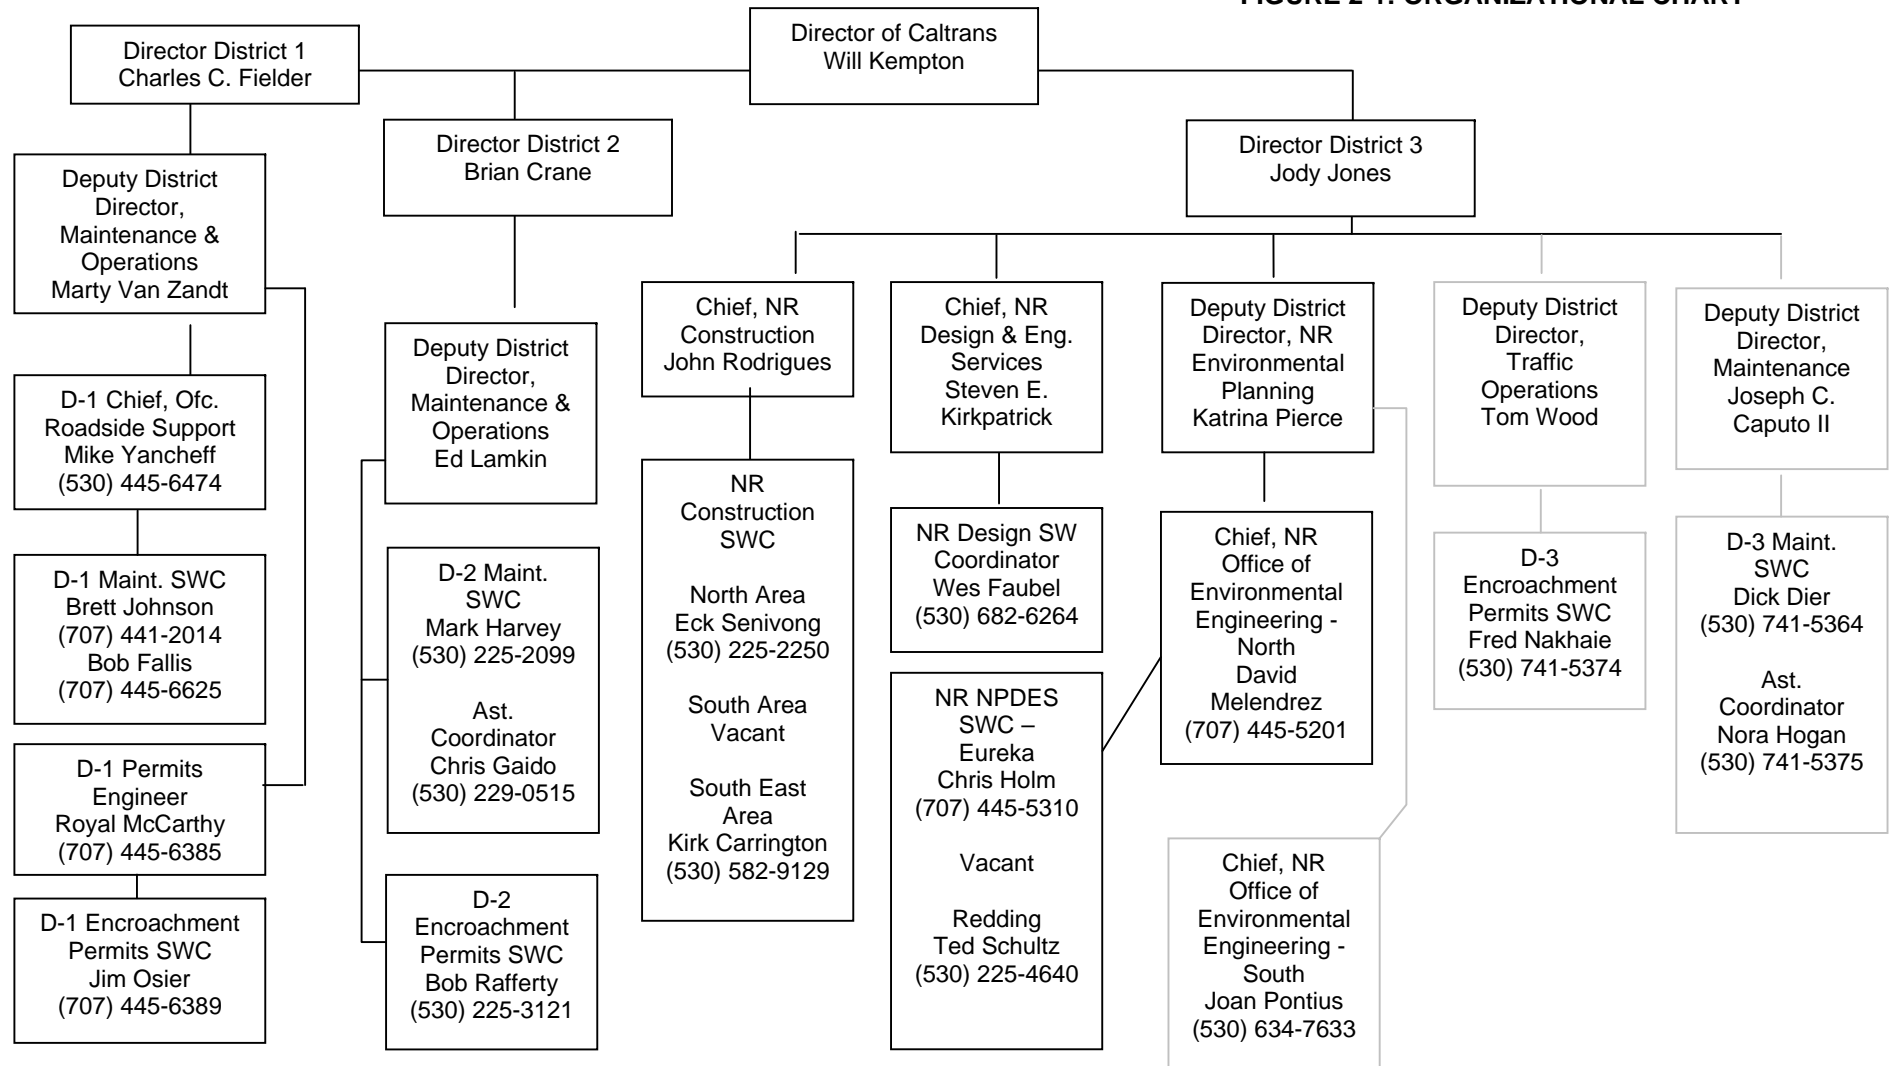 FIGURE 2-1: ORGANIZATIONAL CHART
Director of Caltrans
Will Kempton
Director District 1
Charles C. Fielder
Director District 2
Brian Crane
Director District 3
Jody Jones
Deputy District
Director,
Maintenance &
Operations
Marty Van Zandt
D-1 Chief, Ofc.
Roadside Support
Mike Yancheff
(530) 445-6474
D-1 Maint. SWC
Brett Johnson
(707) 441-2014
Bob Fallis
(707) 445-6625
D-1 Permits
Engineer
Royal McCarthy
(707) 445-6385
D-1 Encroachment
Permits SWC
Jim Osier
(707) 445-6389
Deputy District
Director,
Maintenance &
Operations
Ed Lamkin
D-2 Maint.
SWC
Mark Harvey
(530) 225-2099
Ast.
Coordinator
Chris Gaido
(530) 229-0515
D-2
Encroachment
Permits SWC
Bob Rafferty
(530) 225-3121
Chief, NR
Construction
John Rodrigues
NR
Construction
SWC
North Area
Eck Senivong
(530) 225-2250
South Area
Vacant
South East
Area
Kirk Carrington
(530) 582-9129
Chief, NR
Design & Eng.
Services
Steven E.
Kirkpatrick
NR Design SW
Coordinator
Wes Faubel
(530) 682-6264
NR NPDES
SWC –
Eureka
Chris Holm
(707) 445-5310
Vacant
Redding
Ted Schultz
(530) 225-4640
Deputy District
Director, NR
Environmental
Planning
Katrina Pierce
Chief, NR
Office of
Environmental
Engineering -
North
David
Melendrez
(707) 445-5201
Chief, NR
Office of
Environmental
Engineering -
South
Joan Pontius
(530) 634-7633
Deputy District
Director,
Traffic
Operations
Tom Wood
D-3
Encroachment
Permits SWC
Fred Nakhaie
(530) 741-5374
Deputy District
Director,
Maintenance
Joseph C.
Caputo II
D-3 Maint.
SWC
Dick Dier
(530) 741-5364
Ast.
Coordinator
Nora Hogan
(530) 741-5375